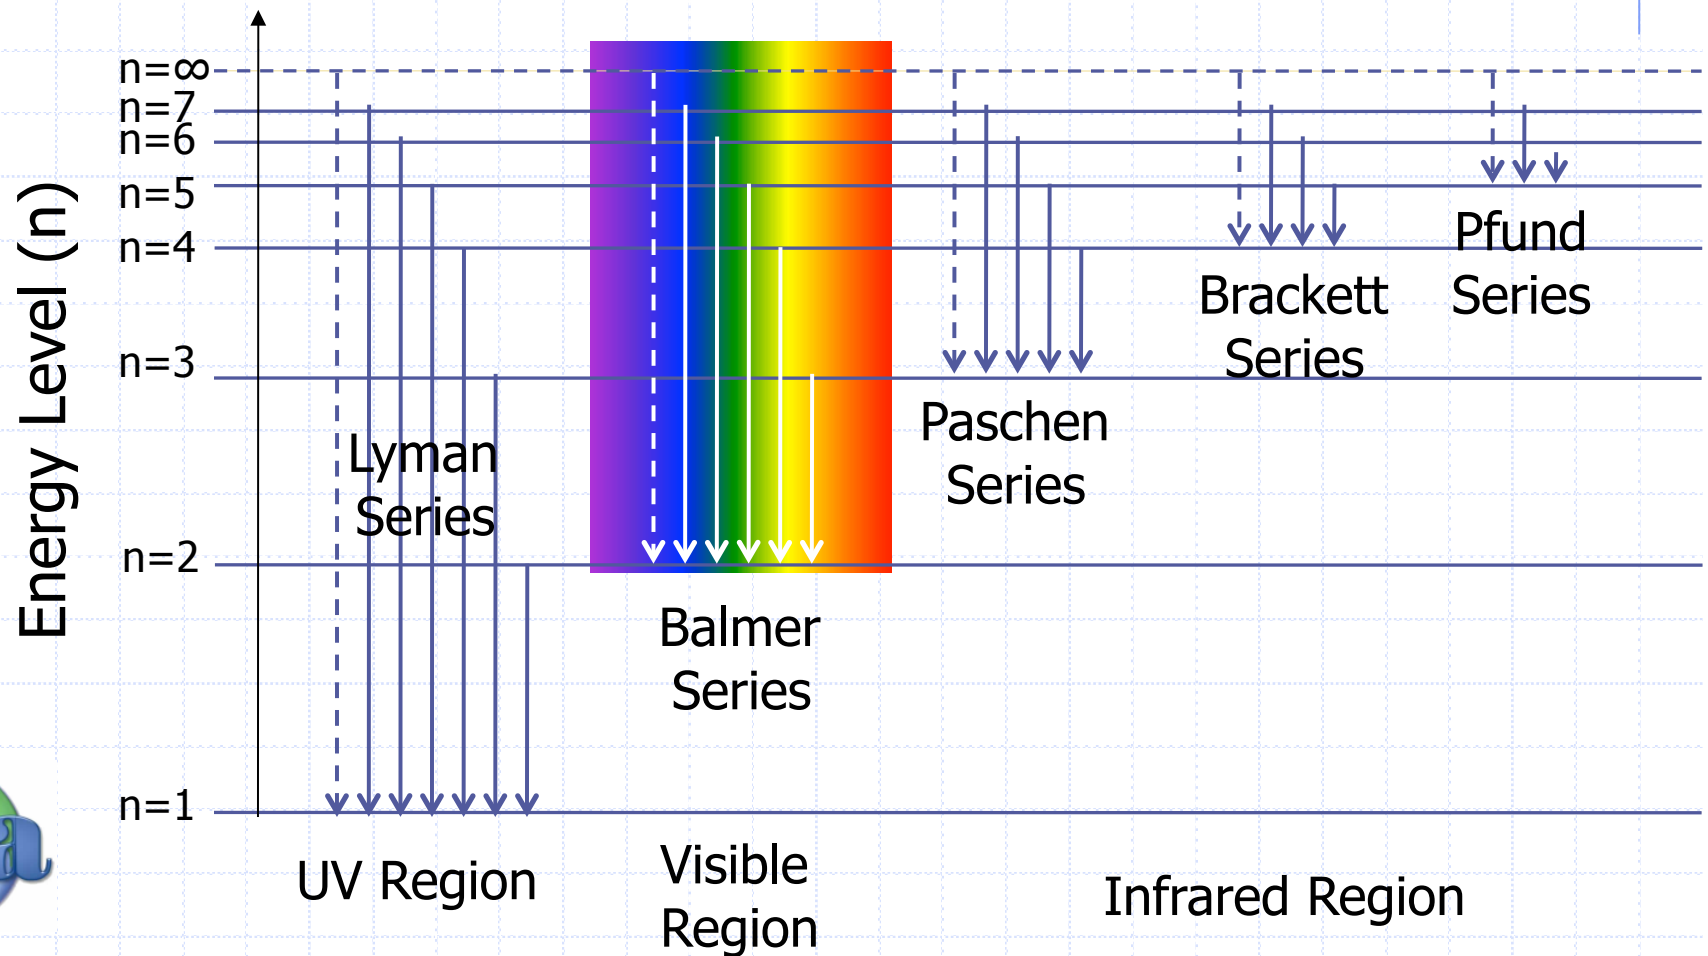 Energy Level (n)
n=∞
n=7
n=6
n=5
n=4
n=3
n=2
n=1
Lyman
Series
Balmer
Series
Paschen
Series
Brackett
Series
Pfund
Series
UV Region
Visible
Region
Infrared Region
a